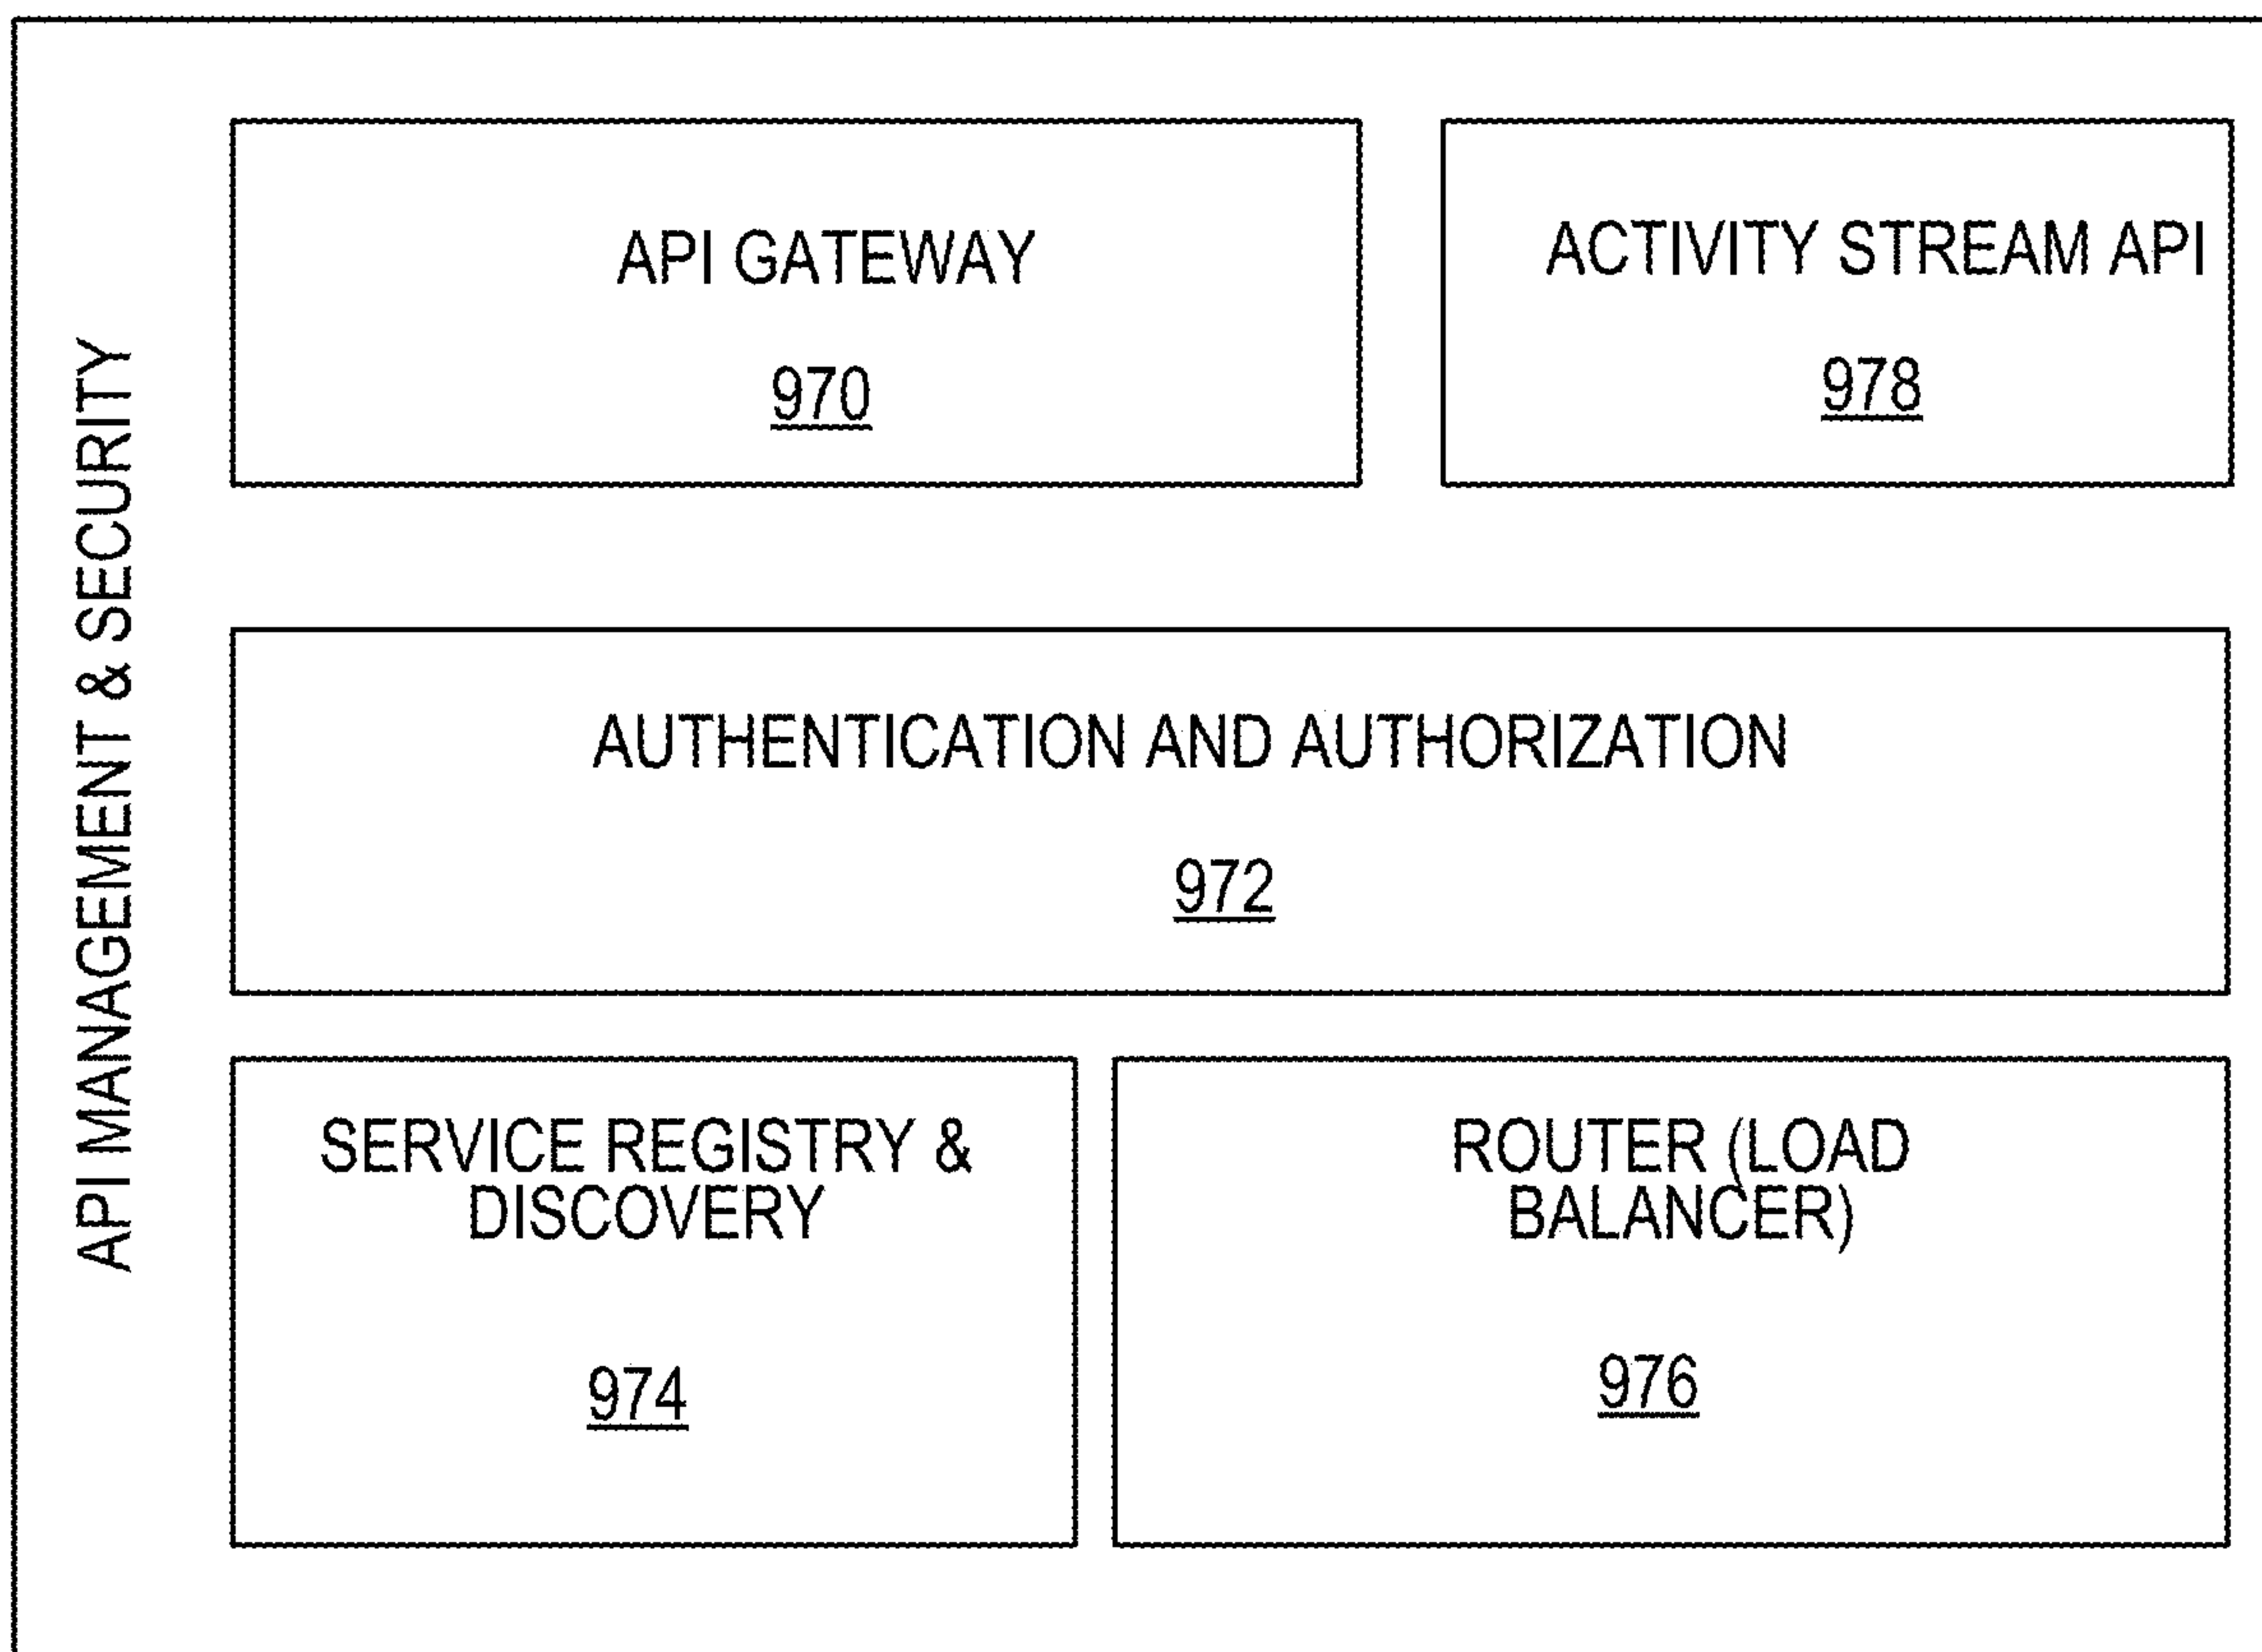 API MANAGEMENT & SECURITY
API GATEWAY
970
ACTIVITY STREAM API
978
AUTHENTICATION AND AUTHORIZATION
972
SERVICE REGISTRY &
DISCOVERY
974
ROUTER (LOAD
BALANCER)
976